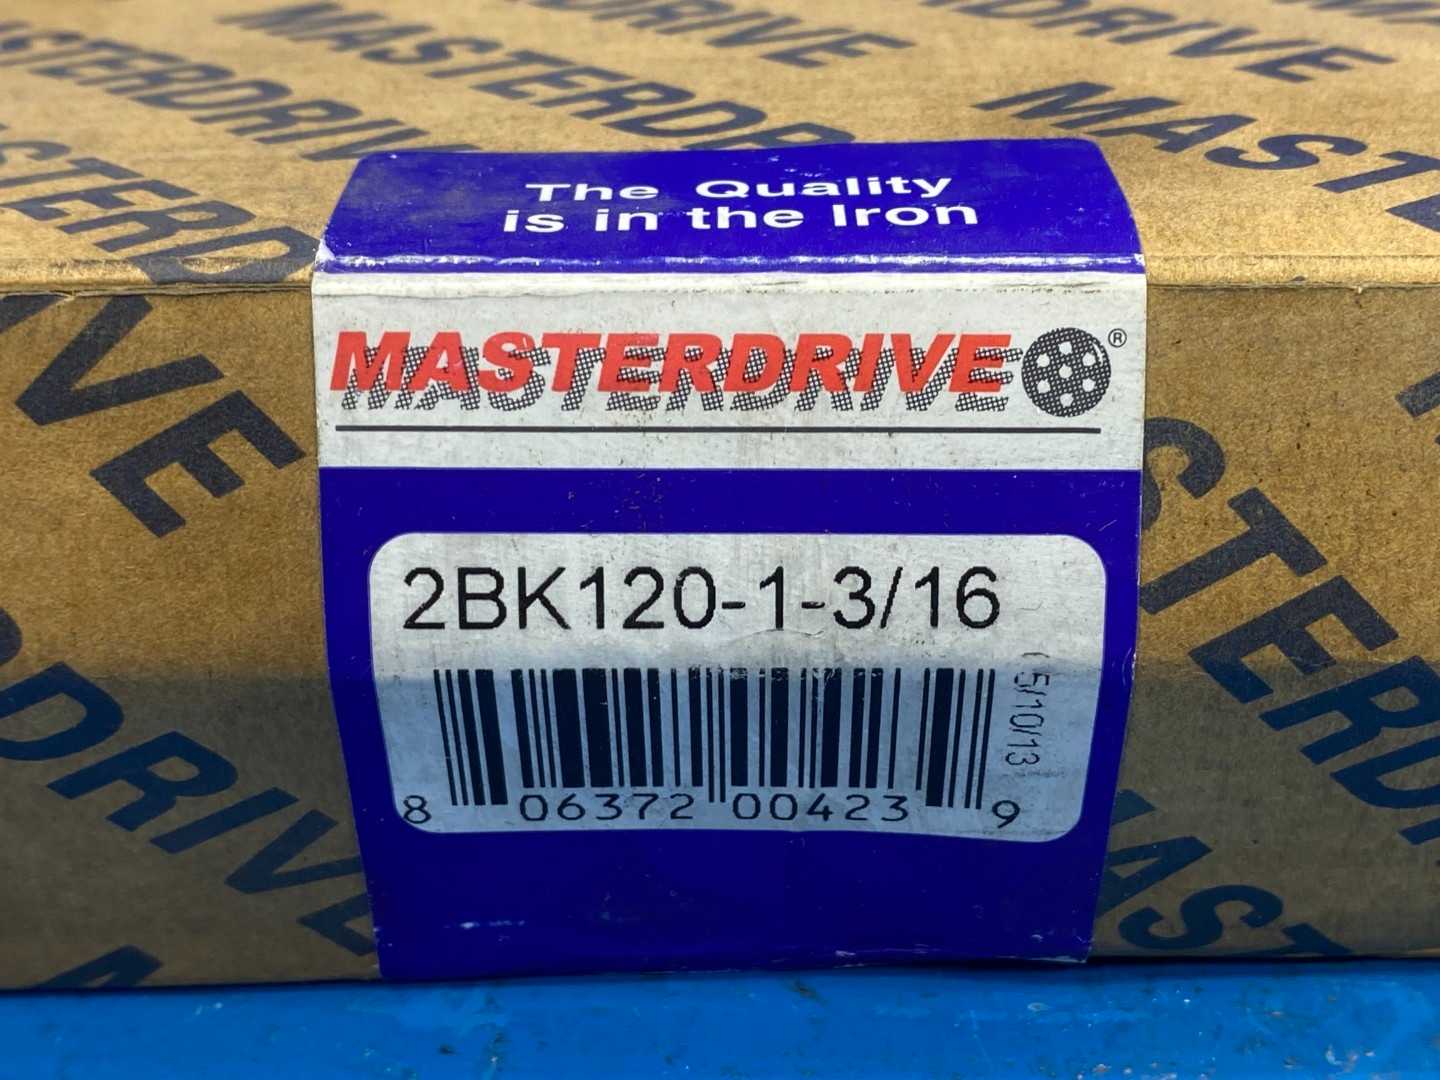 MASTERDRIVE
MASTERDRIVE
MASTERDRIVE
The Quality
is in the Iron
MASTERDRIVE®
2BK120-1-3/16
5/10/13
8 06372 00423 9